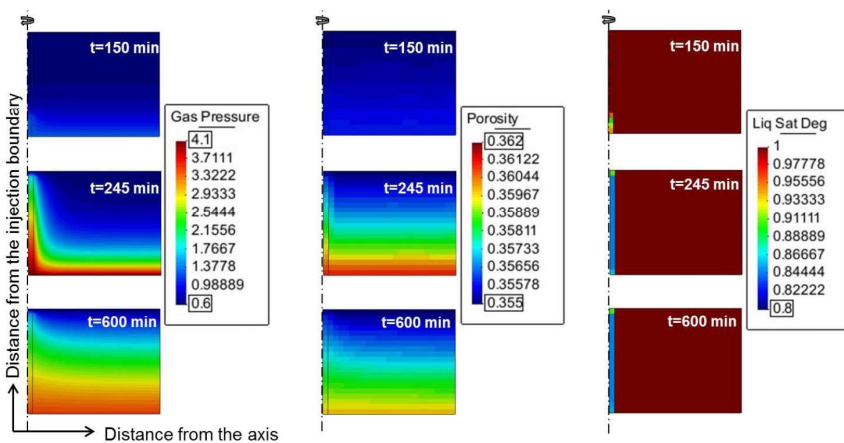 t=150 min
t=150 min
t=150 min
Gas Pressure
4.1
3.7111
3.3222
2.9333
2.5444
2.1556
1.7667
1.3778
0.98889
0.6
Porosity
0.362
0.36122
0.36044
0.35967
0.35889
0.35811
0.35733
0.35656
0.35578
0.355
Liq Sat Deg
1
0.97778
0.95556
0.93333
0.91111
0.88889
0.86667
0.84444
0.82222
0.8
t=245 min
t=245 min
t=245 min
t=600 min
t=600 min
t=600 min
Distance from the injection boundary
Distance from the axis